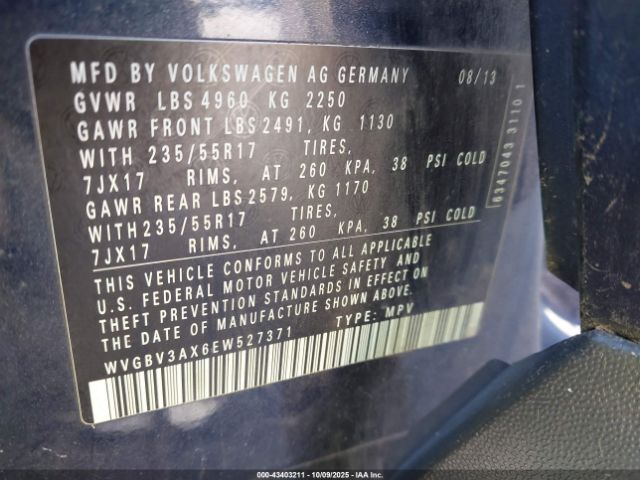 MFD BY VOLKSWAGEN AG GERMANY 08/13
GVWR LBS 4960 KG 2250
GAWR FRONT LBS 2491, KG 1130
WITH 235/55R17 TIRES,
7JX17 RIMS, AT 260 KPA, 38 PSI COLD
GAWR REAR LBS 2579, KG 1170
WITH 235/55R17 TIRES,
7JX17 RIMS, AT 260 KPA, 38 PSI COLD
THIS VEHICLE CONFORMS TO ALL APPLICABLE
U.S. FEDERAL MOTOR VEHICLE SAFETY AND
THEFT PREVENTION STANDARDS IN EFFECT ON
THE DATE OF MANUFACTURE SHOWN ABOVE.
WVGBV3AX6EW527371 TYPE: MPV
6347043 3110 1
000-43403211 - 10/09/2025 - IAA Inc.